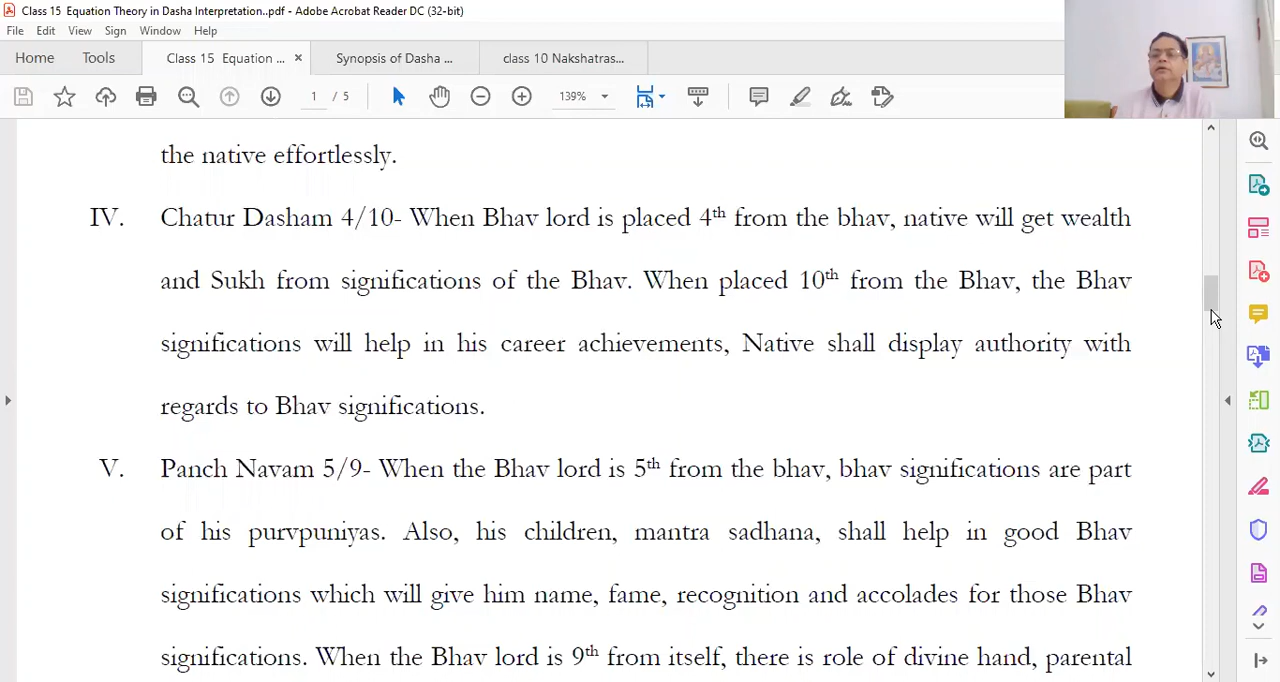 Class 15 Equation Theory in Dasha Interpretation..pdf - Adobe Acrobat Reader DC (32-bit)
File Edit View Sign Window Help
Home Tools Class 15 Equation ... × Synopsis of Dasha ... class 10 Nakshatras...
1 / 5 139%
the native effortlessly.
IV. Chatur Dasham 4/10- When Bhav lord is placed 4th from the bhav, native will get wealth
and Sukh from significations of the Bhav. When placed 10th from the Bhav, the Bhav
significations will help in his career achievements, Native shall display authority with
regards to Bhav significations.
V. Panch Navam 5/9- When the Bhav lord is 5th from the bhav, bhav significations are part
of his purvpuniyas. Also, his children, mantra sadhana, shall help in good Bhav
significations which will give him name, fame, recognition and accolades for those Bhav
significations. When the Bhav lord is 9th from itself, there is role of divine hand, parental